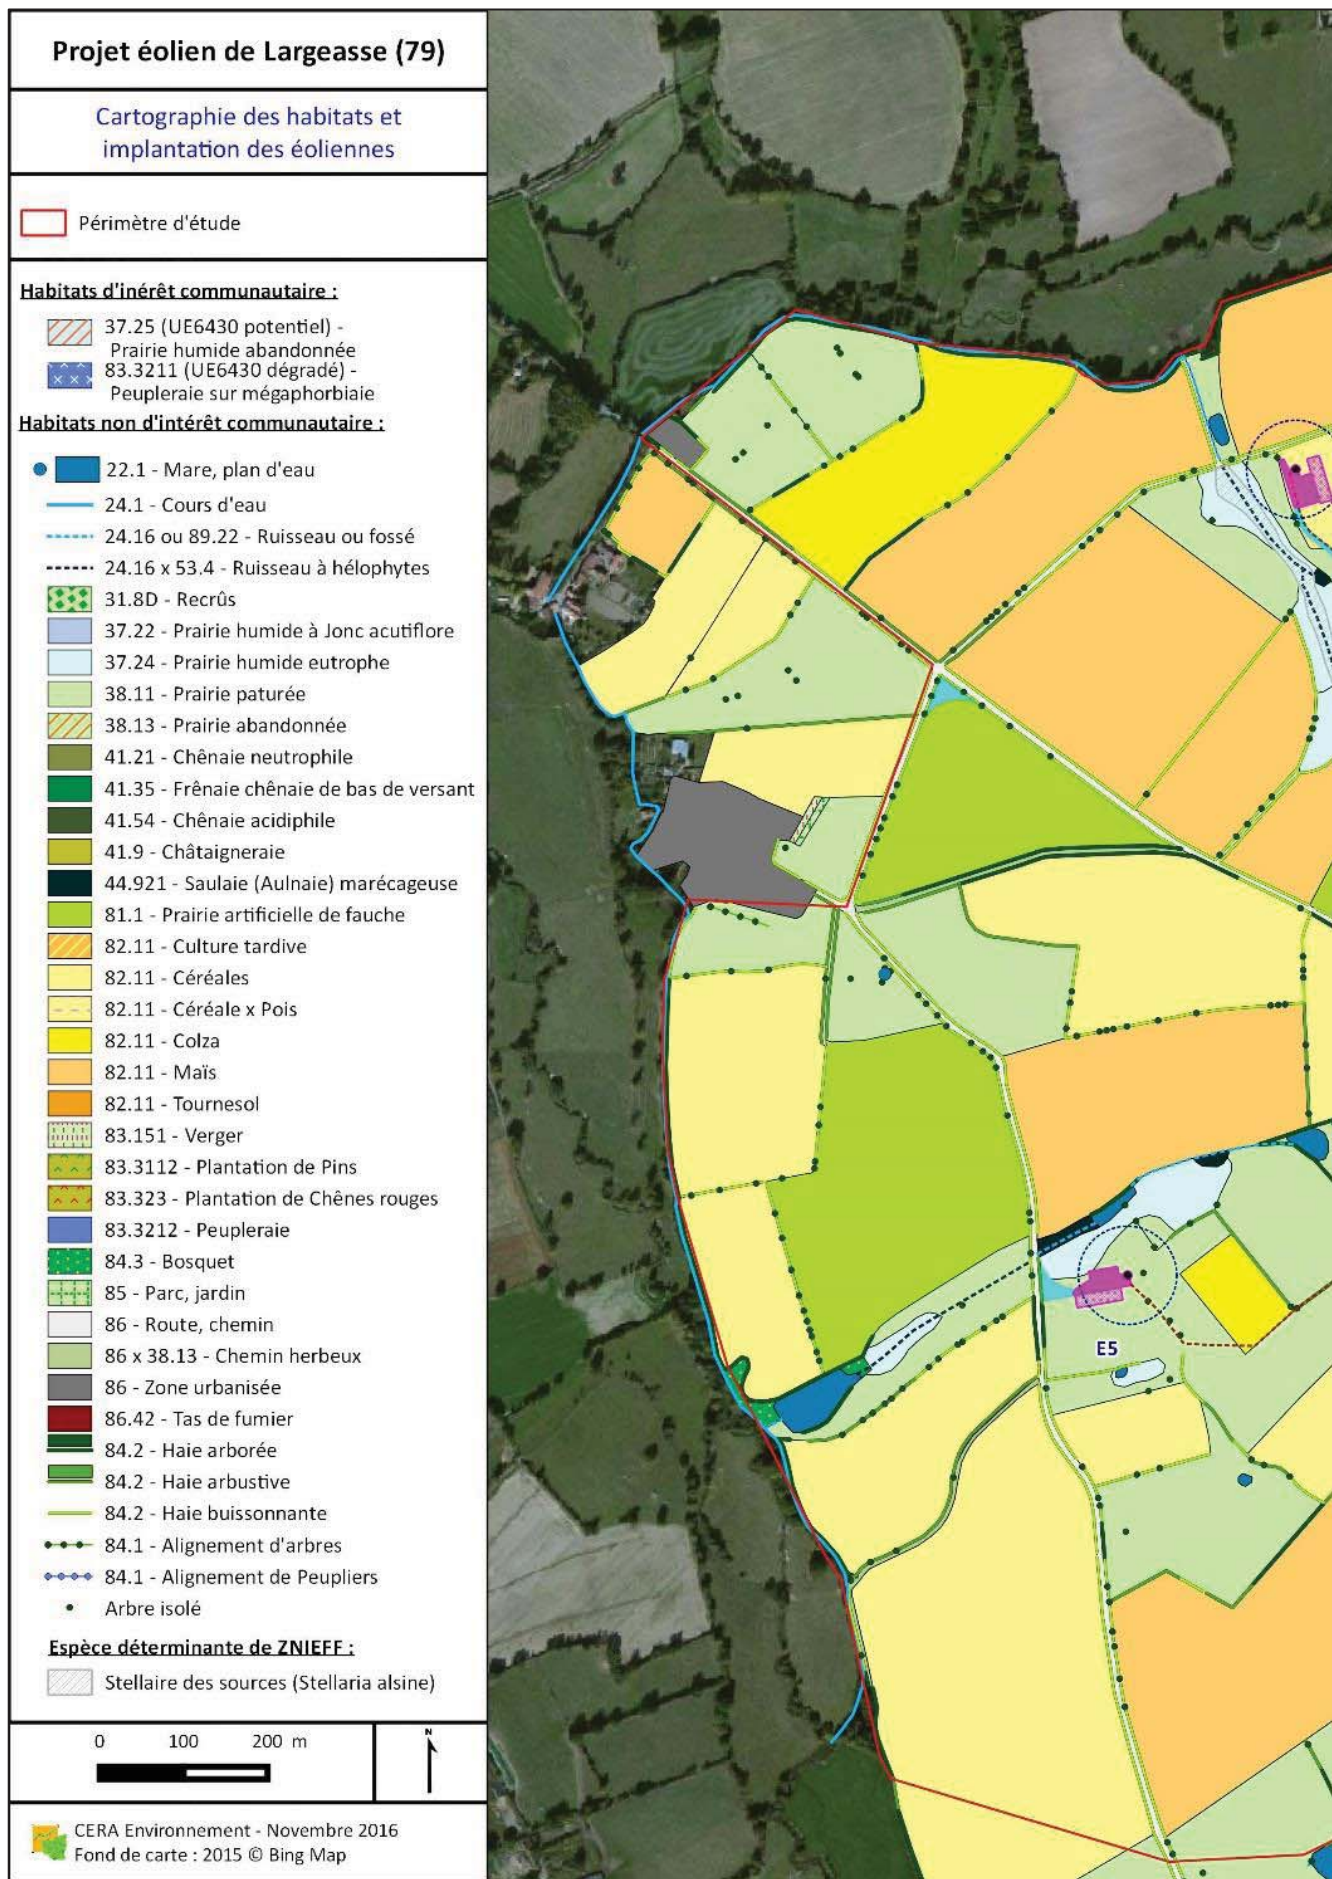 Projet éolien de Largeasse (79)
Cartographie des habitats et
implantation des éoliennes
Périmètre d'étude
Habitats d'inérêt communautaire :
37.25 (UE6430 potentiel) -
Prairie humide abandonnée
83.3211 (UE6430 dégradé) -
Peupleraie sur mégaphorbiaie
Habitats non d'intérêt communautaire :
22.1 - Mare, plan d'eau
24.1 - Cours d'eau
24.16 ou 89.22 - Ruisseau ou fossé
24.16 x 53.4 - Ruisseau à hélophytes
31.8D - Recrûs
37.22 - Prairie humide à Jonc acutiflore
37.24 - Prairie humide eutrophe
38.11 - Prairie paturée
38.13 - Prairie abandonnée
41.21 - Chênaie neutrophile
41.35 - Frênaie chênaie de bas de versant
41.54 - Chênaie acidiphile
41.9 - Châtaigneraie
44.921 - Saulaie (Aulnaie) marécageuse
81.1 - Prairie artificielle de fauche
82.11 - Culture tardive
82.11 - Céréales
82.11 - Céréale x Pois
82.11 - Colza
82.11 - Maïs
82.11 - Tournesol
83.151 - Verger
83.3112 - Plantation de Pins
83.323 - Plantation de Chênes rouges
83.3212 - Peupleraie
84.3 - Bosquet
85 - Parc, jardin
86 - Route, chemin
86 x 38.13 - Chemin herbeux
86 - Zone urbanisée
86.42 - Tas de fumier
84.2 - Haie arborée
84.2 - Haie arbustive
84.2 - Haie buissonnante
84.1 - Alignement d'arbres
84.1 - Alignement de Peupliers
Arbre isolé
Espèce déterminante de ZNIEFF :
Stellaire des sources (Stellaria alsine)
0 100 200 m
N
CERA Environnement - Novembre 2016
Fond de carte : 2015 © Bing Map
E5